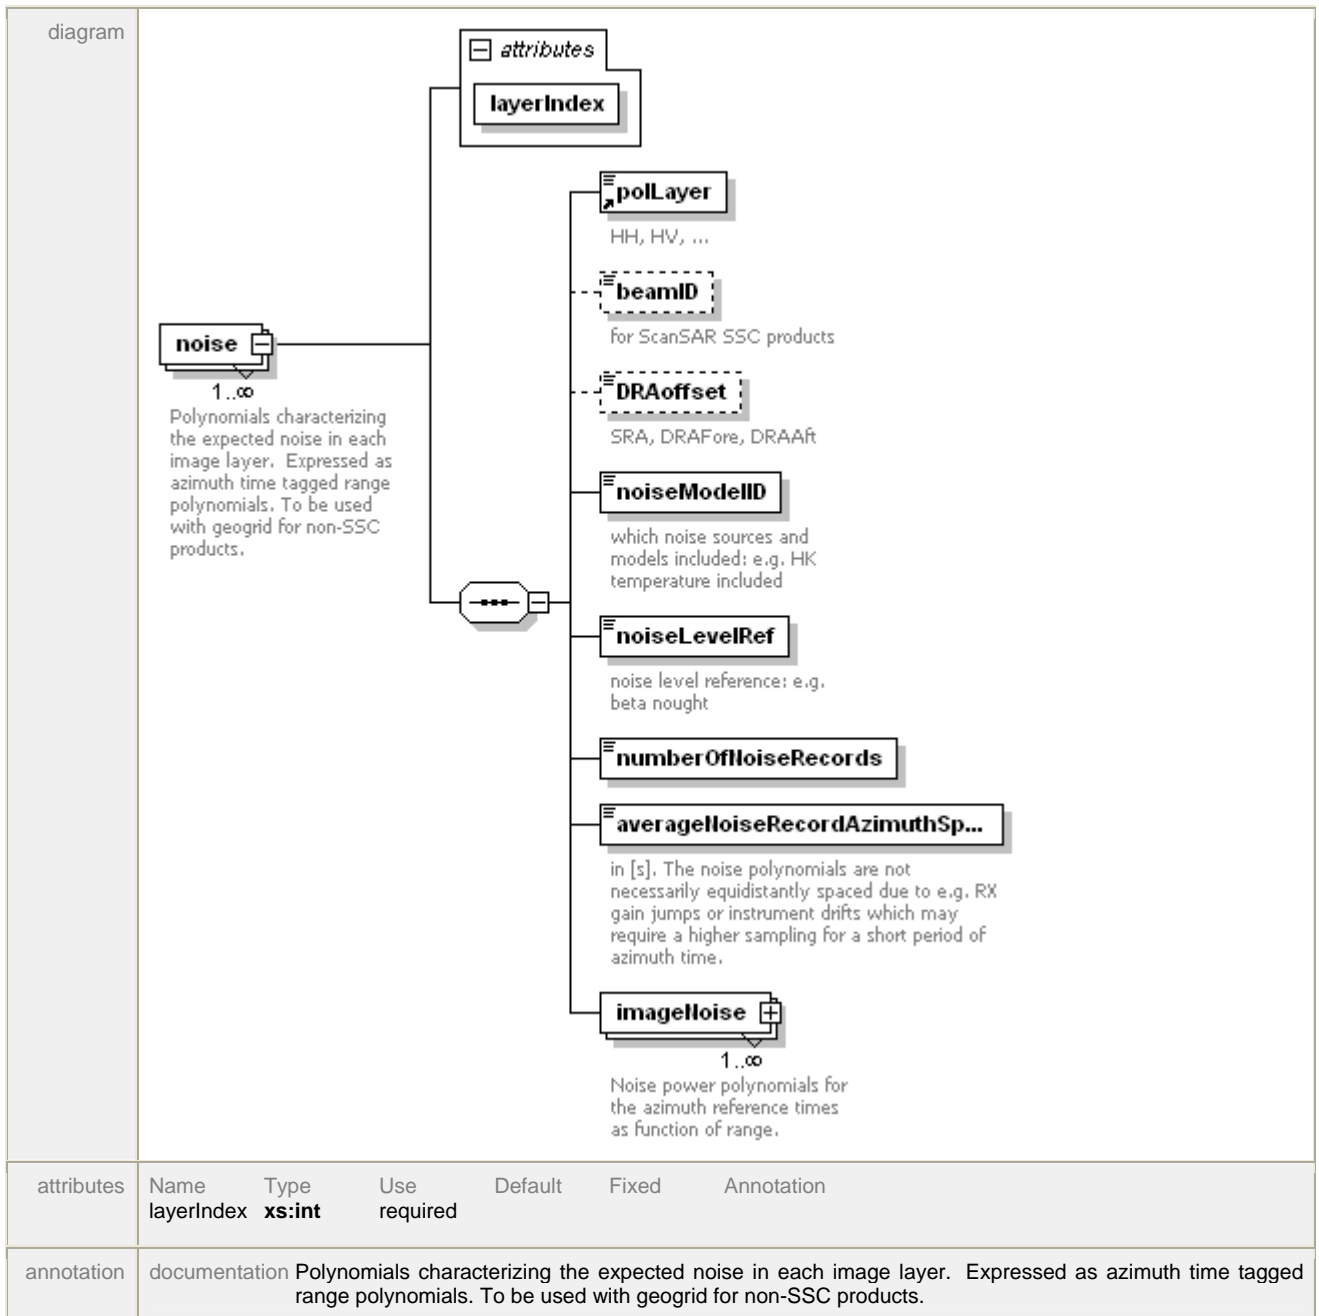 diagram
attributes
layerIndex
polLayer
HH, HV, ...
beamID
for ScanSAR SSC products
noise
1..∞
Polynomials characterizing
the expected noise in each
image layer. Expressed as
azimuth time tagged range
polynomials. To be used
with geogrid for non-SSC
products.
DRAoffset
SRA, DRAFore, DRAAft
noiseModelID
which noise sources and
models included: e.g. HK
temperature included
noiseLevelRef
noise level reference: e.g.
beta nought
numberOfNoiseRecords
averageNoiseRecordAzimuthSp...
in [s]. The noise polynomials are not
necessarily equidistantly spaced due to e.g. RX
gain jumps or instrument drifts which may
require a higher sampling for a short period of
azimuth time.
imageNoise
1..∞
Noise power polynomials for
the azimuth reference times
as function of range.
attributes Name Type Use Default Fixed Annotation
layerIndex xs:int required
annotation documentation Polynomials characterizing the expected noise in each image layer. Expressed as azimuth time tagged
range polynomials. To be used with geogrid for non-SSC products.